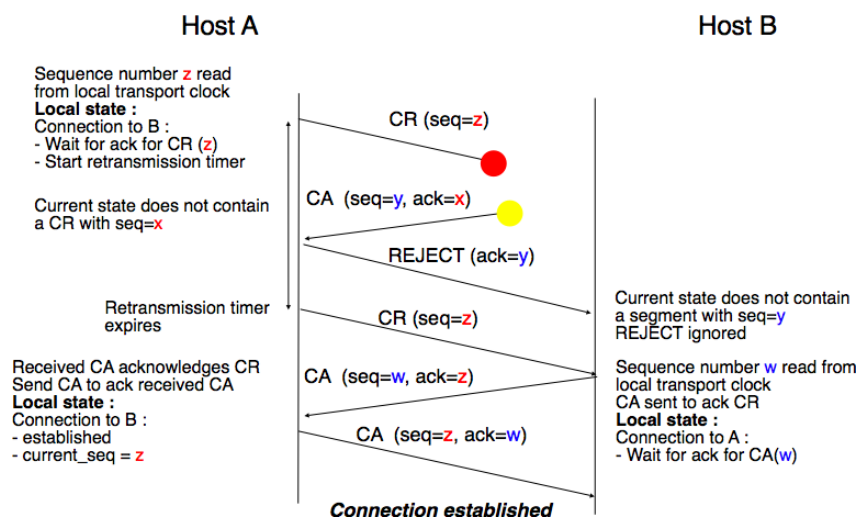 Host A
Host B
Sequence number z read
from local transport clock
Local state :
Connection to B :
- Wait for ack for CR (z)
- Start retransmission timer
CR (seq=z)
CA (seq=y, ack=x)
Current state does not contain
a CR with seq=x
REJECT (ack=y)
Current state does not contain
a segment with seq=y
REJECT ignored
Retransmission timer
expires
CR (seq=z)
Received CA acknowledges CR
Send CA to ack received CA
Local state :
Connection to B :
- established
- current_seq = z
CA (seq=w, ack=z)
Sequence number w read from
local transport clock
CA sent to ack CR
Local state :
Connection to A :
- Wait for ack for CA(w)
CA (seq=z, ack=w)
Connection established